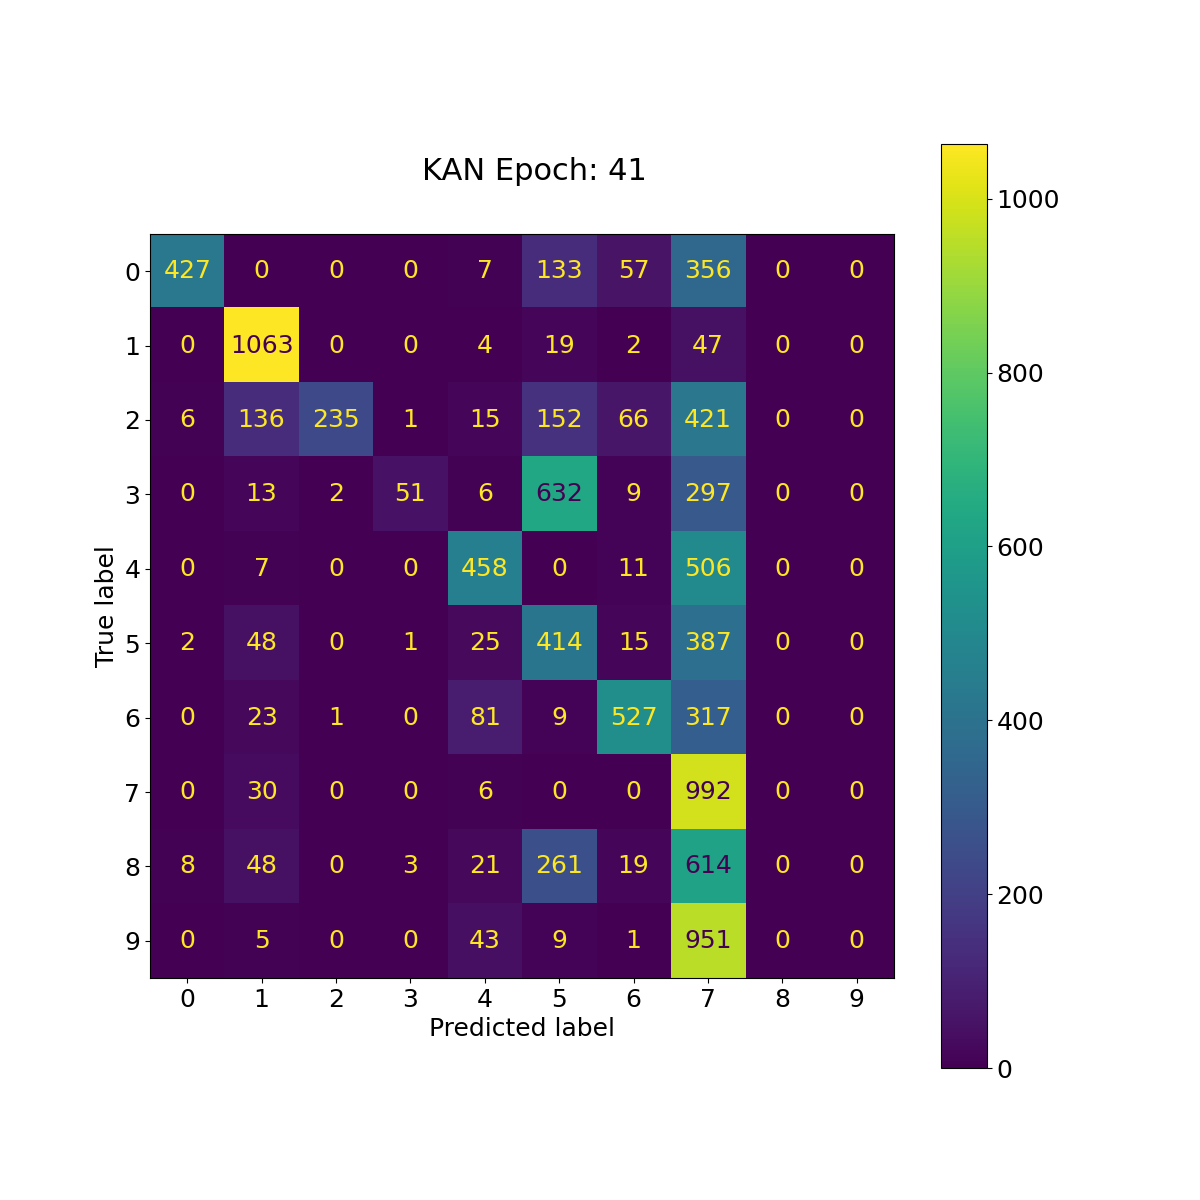 KAN Epoch: 41
0 427 0 0 0 7 133 57 356 0 0
1 0 1063 0 0 4 19 2 47 0 0
2 6 136 235 1 15 152 66 421 0 0
3 0 13 2 51 6 632 9 297 0 0
4 0 7 0 0 458 0 11 506 0 0
5 2 48 0 1 25 414 15 387 0 0
6 0 23 1 0 81 9 527 317 0 0
7 0 30 0 0 6 0 0 992 0 0
8 8 48 0 3 21 261 19 614 0 0
9 0 5 0 0 43 9 1 951 0 0
0 1 2 3 4 5 6 7 8 9
Predicted label
True label
1000
800
600
400
200
0